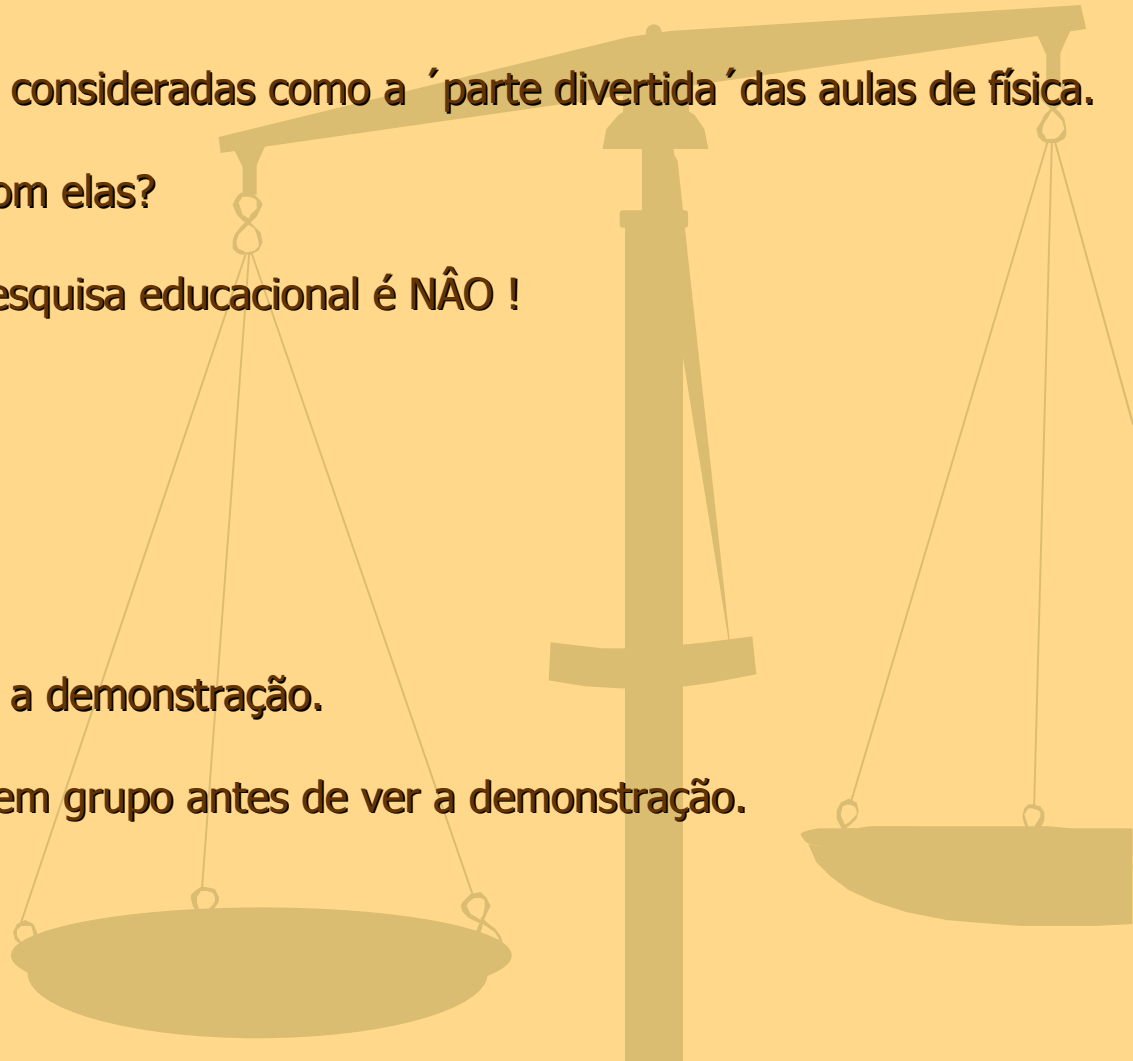 consideradas como a ´parte divertida´das aulas de física.
om elas?
esquisa educacional é NÂO !
a demonstração.
em grupo antes de ver a demonstração.